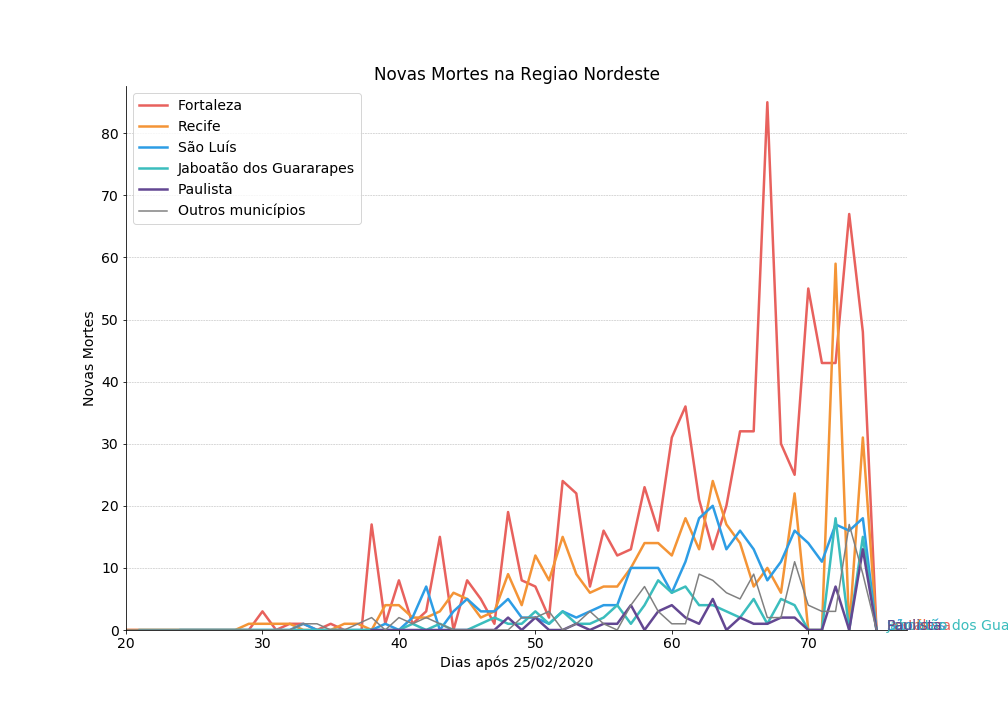 Novas Mortes na Regiao Nordeste
Fortaleza
Recife
São Luís
Jaboatão dos Guararapes
Paulista
Outros municípios
Novas Mortes
80
70
60
50
40
30
20
10
0
20
30
40
50
60
70
Dias após 25/02/2020
Paulista
dos Gua